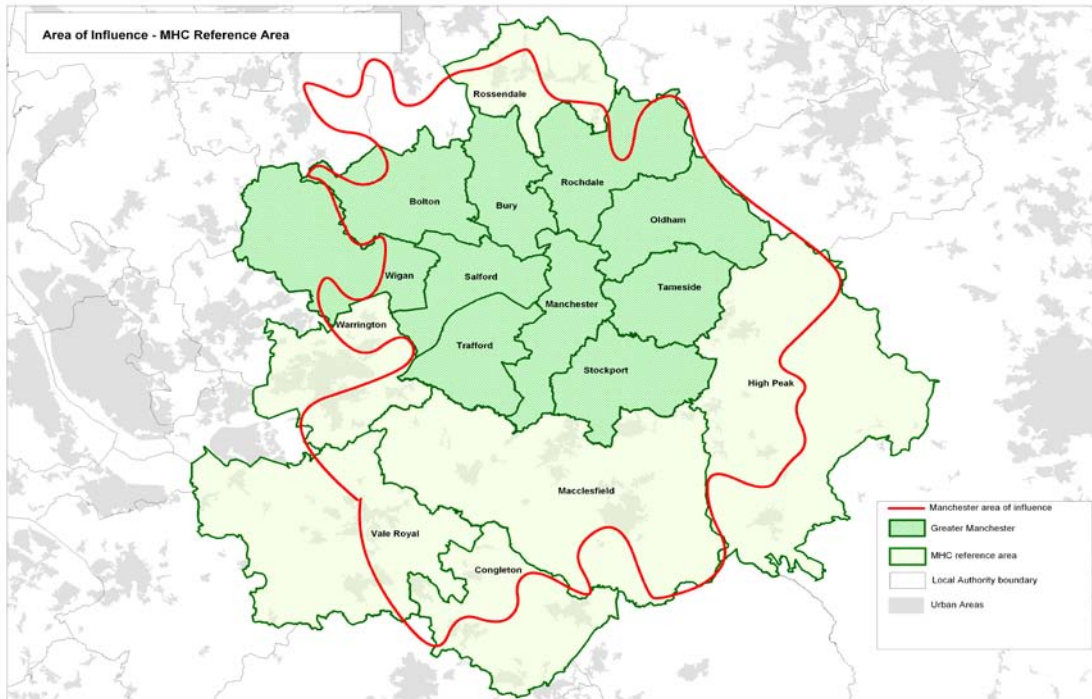 Area of Influence - MHC Reference Area
Rossendale
Rochdale
Bolton
Bury
Oldham
Wigan
Salford
Tameside
Manchester
Warrington
Trafford
Stockport
High Peak
Macclesfield
Vale Royal
Congleton
Manchester area of influence
Greater Manchester
MHC reference area
Local Authority boundary
Urban Areas